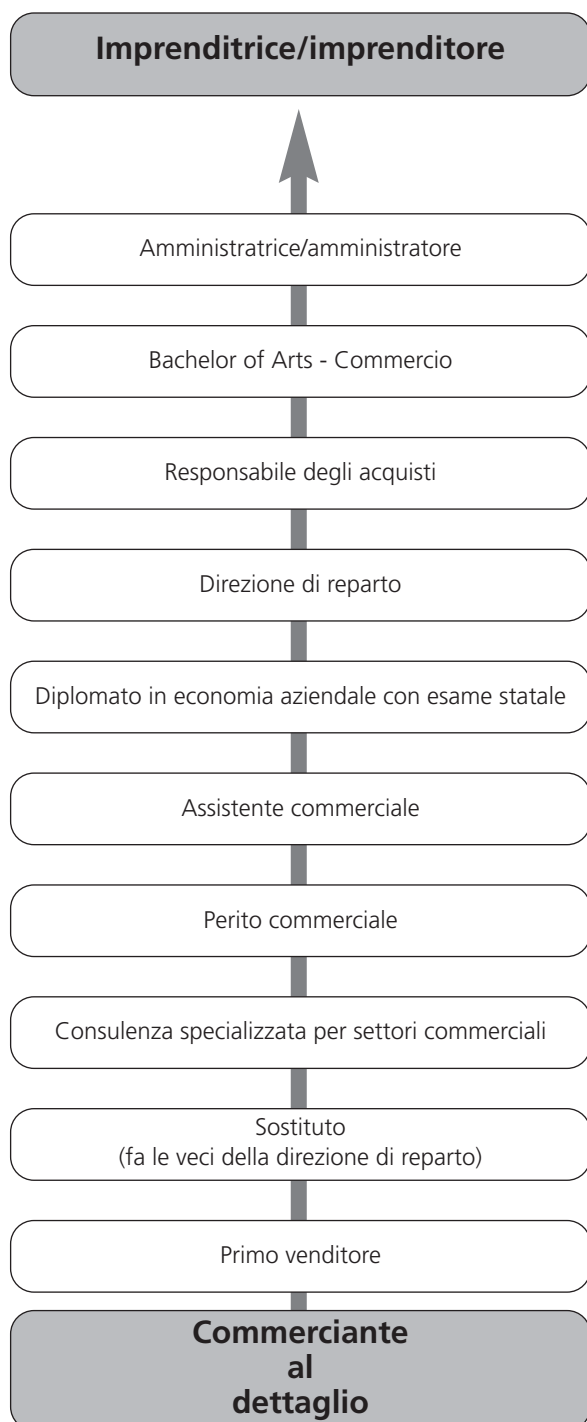 Imprenditrice/imprenditore
Amministratrice/amministratore
Bachelor of Arts - Commercio
Responsabile degli acquisti
Direzione di reparto
Diplomato in economia aziendale con esame statale
Assistente commerciale
Perito commerciale
Consulenza specializzata per settori commerciali
Sostituto
(fa le veci della direzione di reparto)
Primo venditore
Commerciante
al
dettaglio